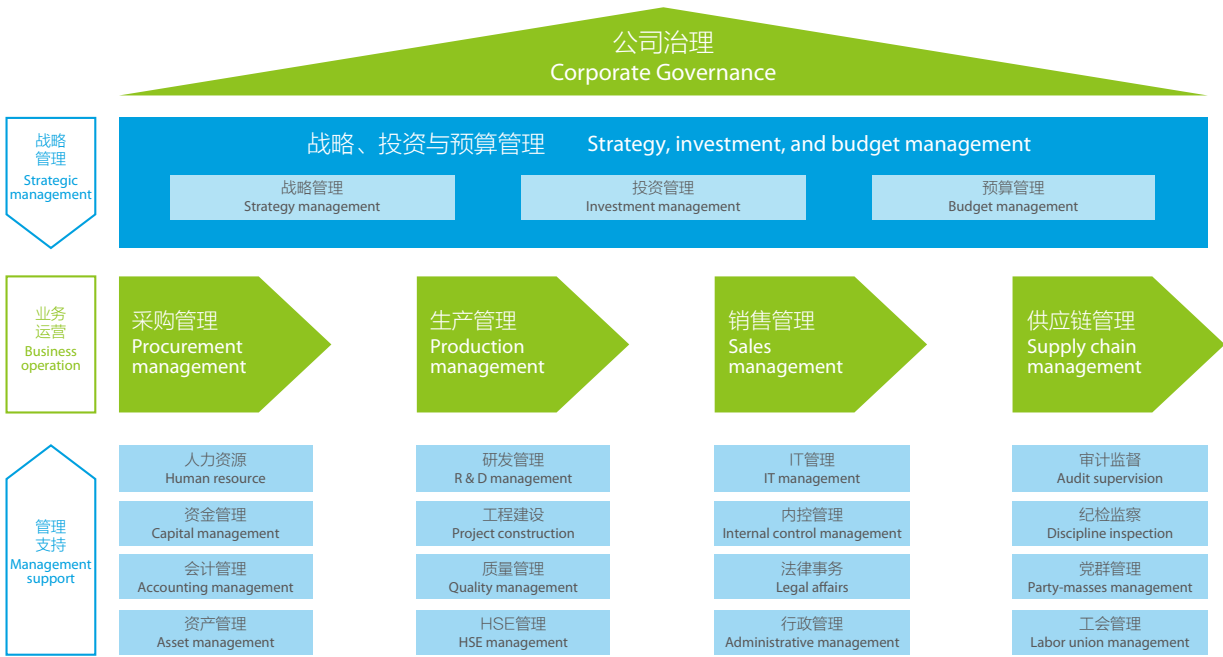 公司治理
Corporate Governance
战略
管理
Strategic
management
战略、投资与预算管理 Strategy, investment, and budget management
战略管理
Strategy management
投资管理
Investment management
预算管理
Budget management
业务
运营
Business
operation
采购管理
Procurement
management
生产管理
Production
management
销售管理
Sales
management
供应链管理
Supply chain
management
管理
支持
Management
support
人力资源
Human resource
研发管理
R & D management
IT管理
IT management
审计监督
Audit supervision
资金管理
Capital management
工程建设
Project construction
内控管理
Internal control management
纪检监察
Discipline inspection
会计管理
Accounting management
质量管理
Quality management
法律事务
Legal affairs
党群管理
Party-masses management
资产管理
Asset management
HSE管理
HSE management
行政管理
Administrative management
工会管理
Labor union management